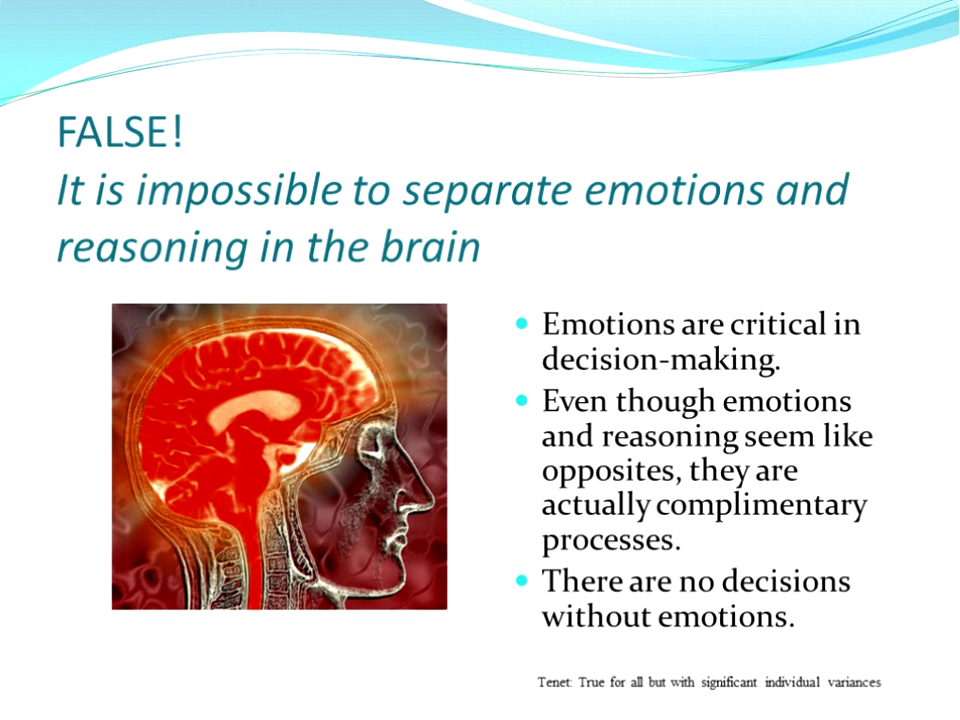 FALSE!
It is impossible to separate emotions and
reasoning in the brain
• Emotions are critical in
decision-making.
• Even though emotions
and reasoning seem like
opposites, they are
actually complimentary
processes.
• There are no decisions
without emotions.
Tenet: True for all but with significant individual variances